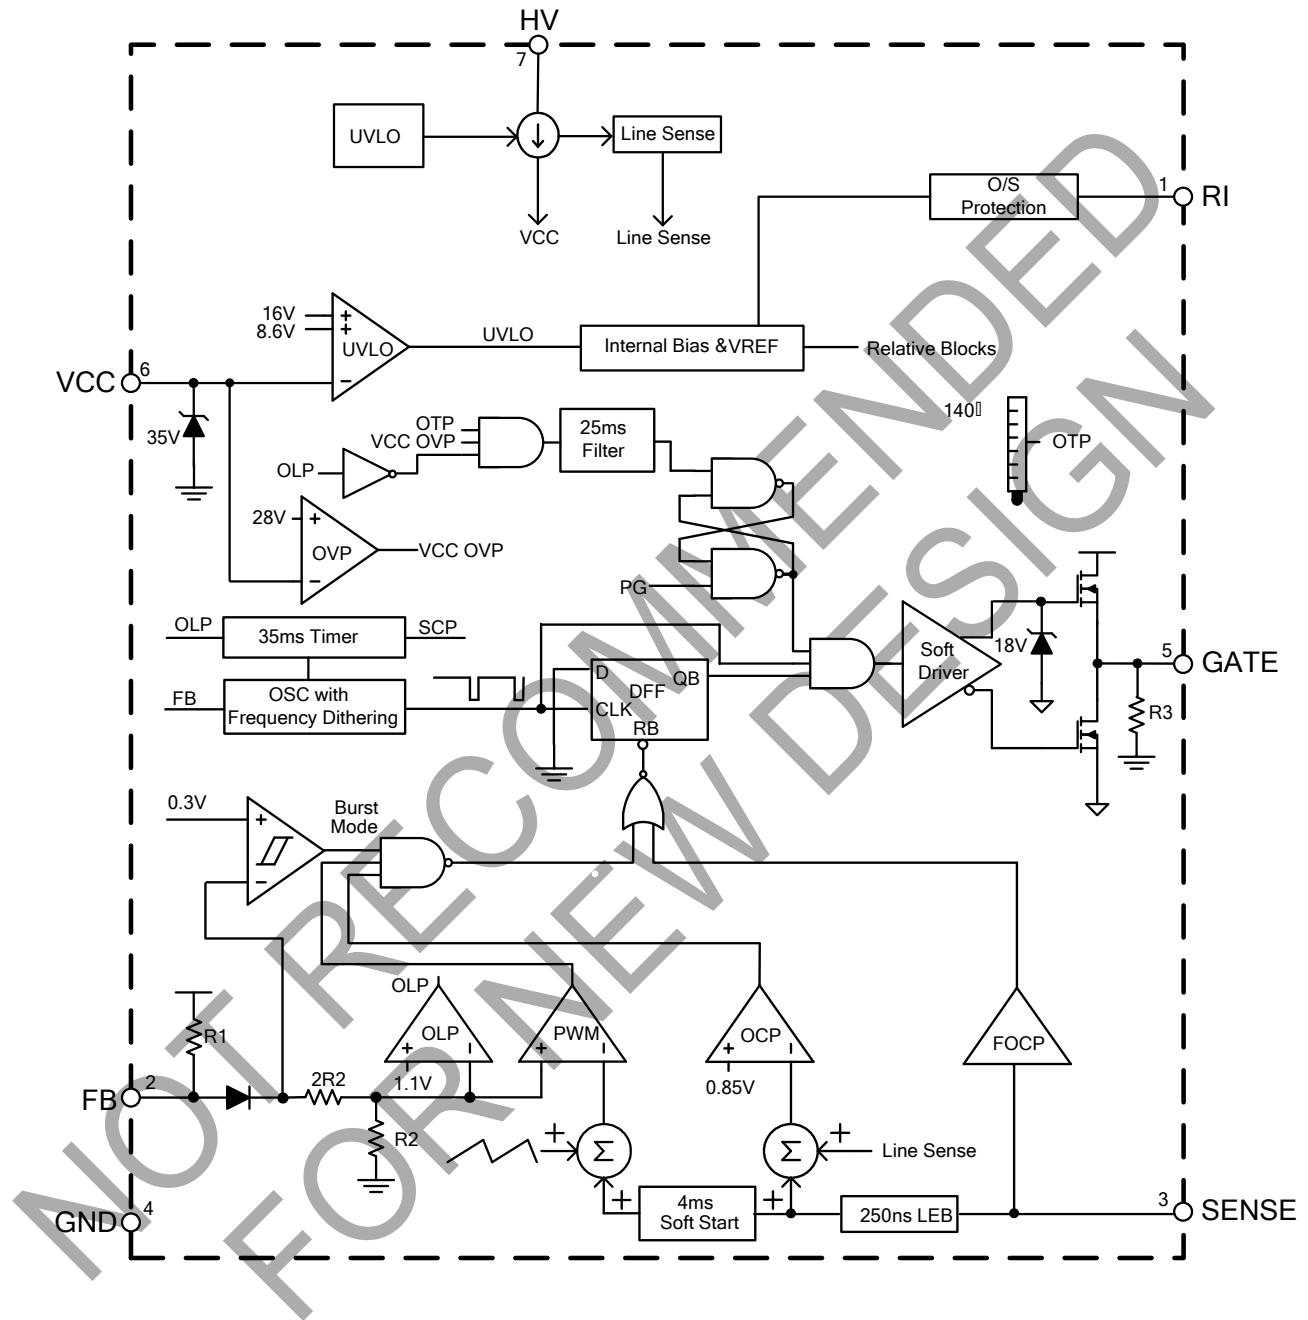 HV
7
UVLO
Line Sense
O/S
Protection
1
RI
VCC
Line Sense
16V
8.6V
+
+
UVLO
−
UVLO
Internal Bias &VREF
Relative Blocks
6
VCC
35V
OTP
VCC OVP
OLP
25ms
Filter
140▯
OTP
28V
+
OVP
−
VCC OVP
PG
OLP
35ms Timer
SCP
FB
OSC with
Frequency Dithering
D
QB
DFF
CLK
RB
Soft
Driver
18V
5
GATE
R3
0.3V
+
−
Burst
Mode
OLP
OLP
+
−
1.1V
PWM
+
−
OCP
+
−
0.85V
FOCP
R1
2
FB
2R2
R2
+
Σ
+
Σ
+
Line Sense
+
4ms
Soft Start
+
250ns LEB
3
SENSE
4
GND
NOT RECOMMENDED
FOR NEW DESIGN